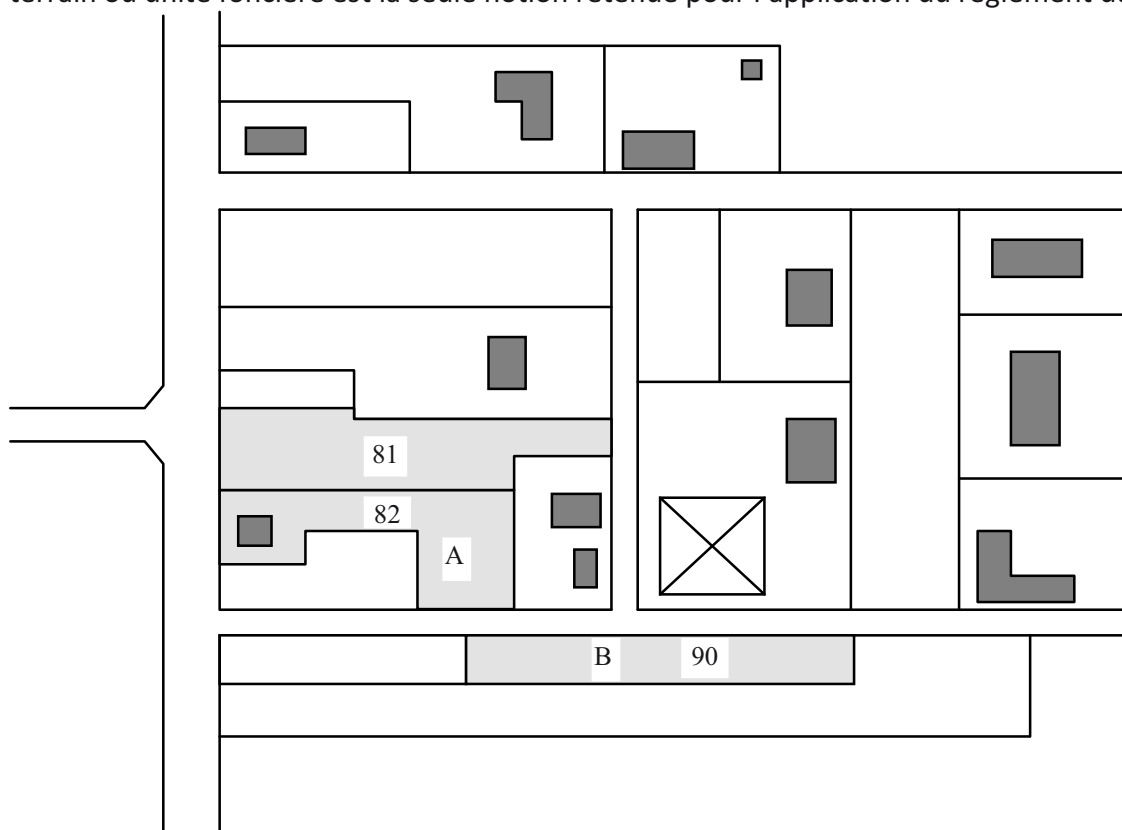 terrain ou unité foncière est la seule notion retenue pour l'application du règlement
81
82
A
B 90